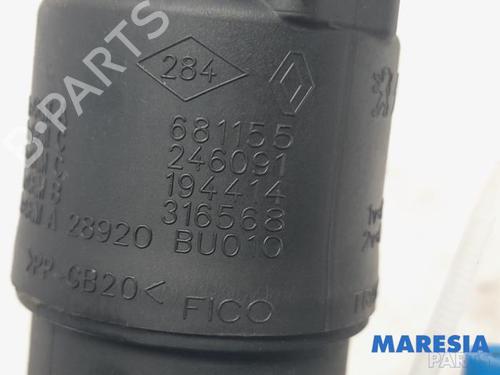 284
681155
246091
194414
316568
A 28920 BU010
>PP-GB20<
FICO
MARESIA
PARTS